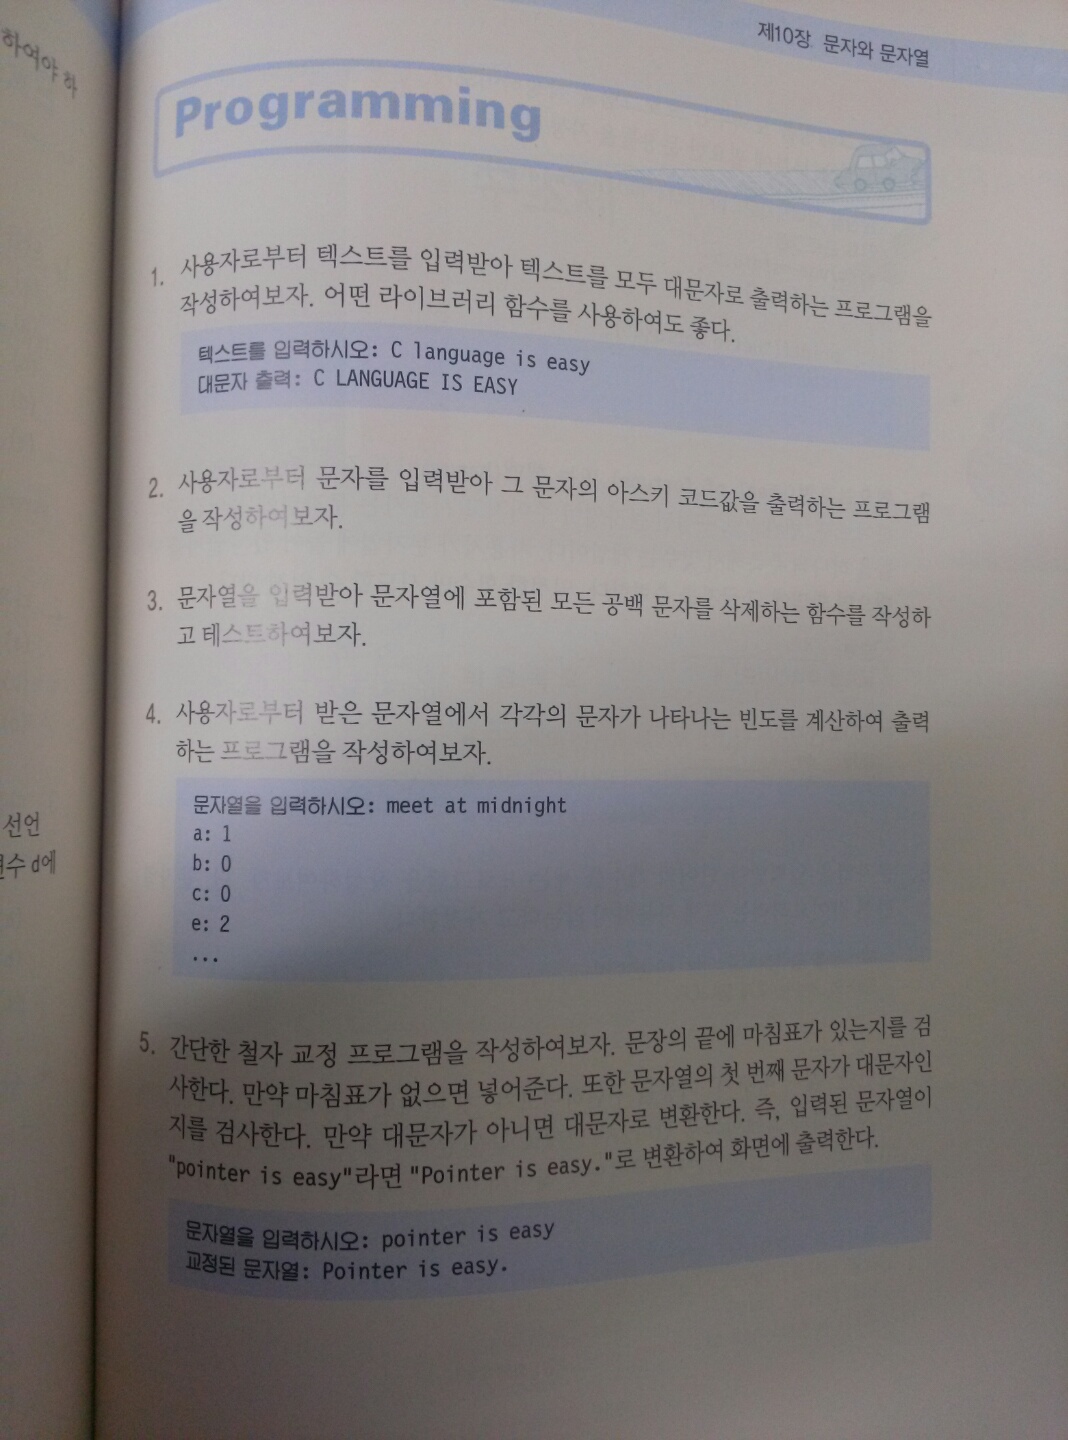 하여야 하
선언
변수 d에
제10장 문자와 문자열
Programming
1. 사용자로부터 텍스트를 입력받아 텍스트를 모두 대문자로 출력하는 프로그램을
작성하여보자. 어떤 라이브러리 함수를 사용하여도 좋다.
텍스트를 입력하시오: C language is easy
대문자 출력: C LANGUAGE IS EASY
2. 사용자로부터 문자를 입력받아 그 문자의 아스키 코드값을 출력하는 프로그램
을 작성하여보자.
3. 문자열을 입력받아 문자열에 포함된 모든 공백 문자를 삭제하는 함수를 작성하
고 테스트하여보자.
4. 사용자로부터 받은 문자열에서 각각의 문자가 나타나는 빈도를 계산하여 출력
하는 프로그램을 작성하여보자.
문자열을 입력하시오: meet at midnight
a: 1
b: 0
c: 0
e: 2
...
5. 간단한 철자 교정 프로그램을 작성하여보자. 문장의 끝에 마침표가 있는지를 검
사한다. 만약 마침표가 없으면 넣어준다. 또한 문자열의 첫 번째 문자가 대문자인
지를 검사한다. 만약 대문자가 아니면 대문자로 변환한다. 즉, 입력된 문자열이
"pointer is easy"라면 "Pointer is easy."로 변환하여 화면에 출력한다.
문자열을 입력하시오: pointer is easy
교정된 문자열: Pointer is easy.